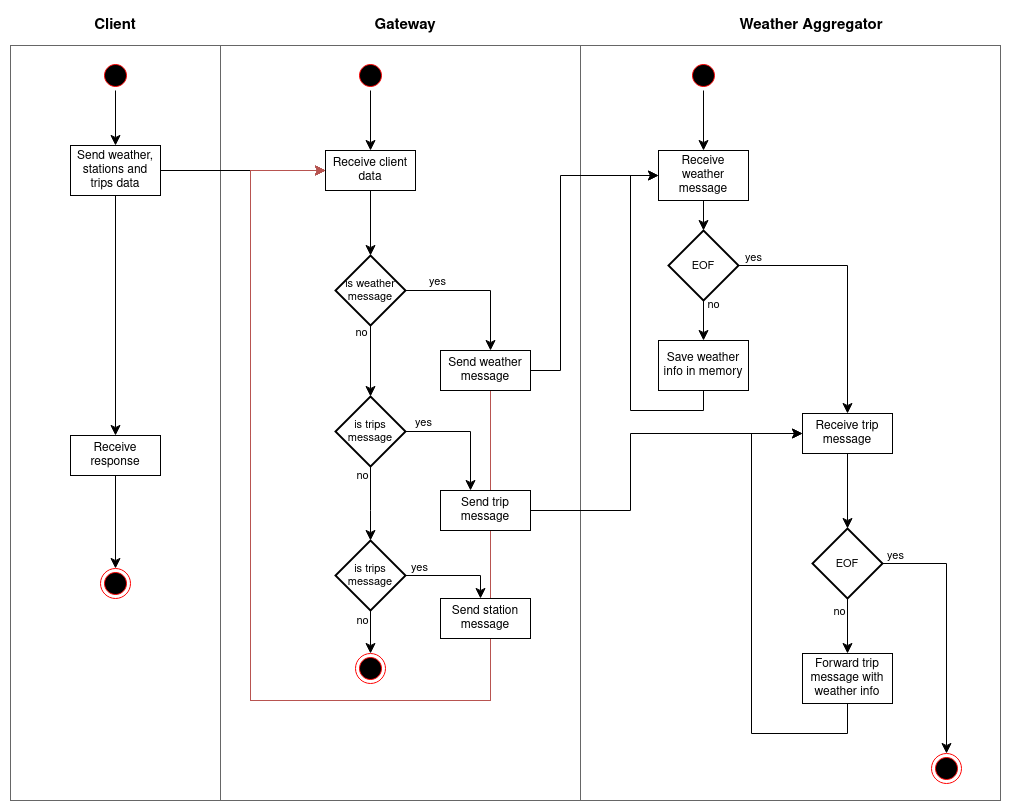 Client
Gateway
Weather Aggregator
Send weather,
stations and
trips data
Receive
response
Receive client
data
is weather
message
yes
no
Send weather
message
is trips
message
yes
no
Send trip
message
is trips
message
yes
no
Send station
message
Receive
weather
message
EOF
yes
no
Save weather
info in memory
Receive trip
message
EOF
yes
no
Forward trip
message with
weather info